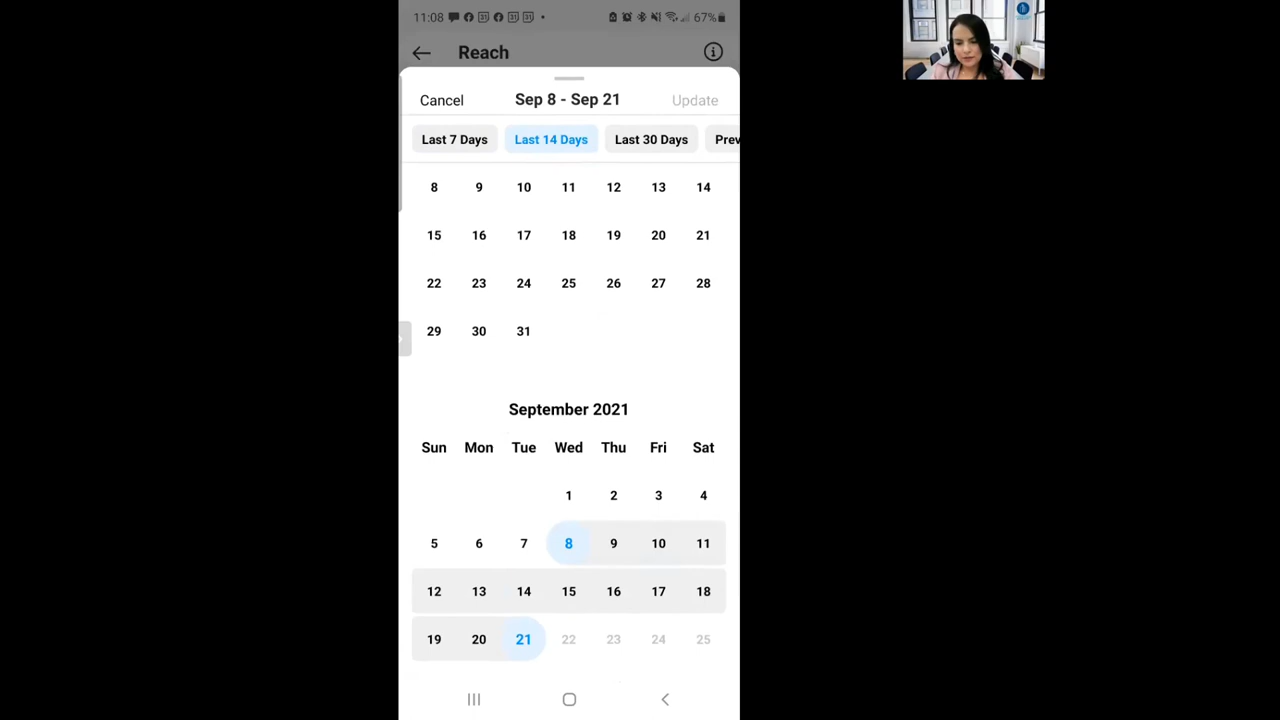 11:08 31 31 31 67%
Reach
Cancel Sep 8 - Sep 21 Update
Last 7 Days Last 14 Days Last 30 Days Prev
8 9 10 11 12 13 14
15 16 17 18 19 20 21
22 23 24 25 26 27 28
29 30 31
September 2021
Sun Mon Tue Wed Thu Fri Sat
1 2 3 4
5 6 7 8 9 10 11
12 13 14 15 16 17 18
19 20 21 22 23 24 25